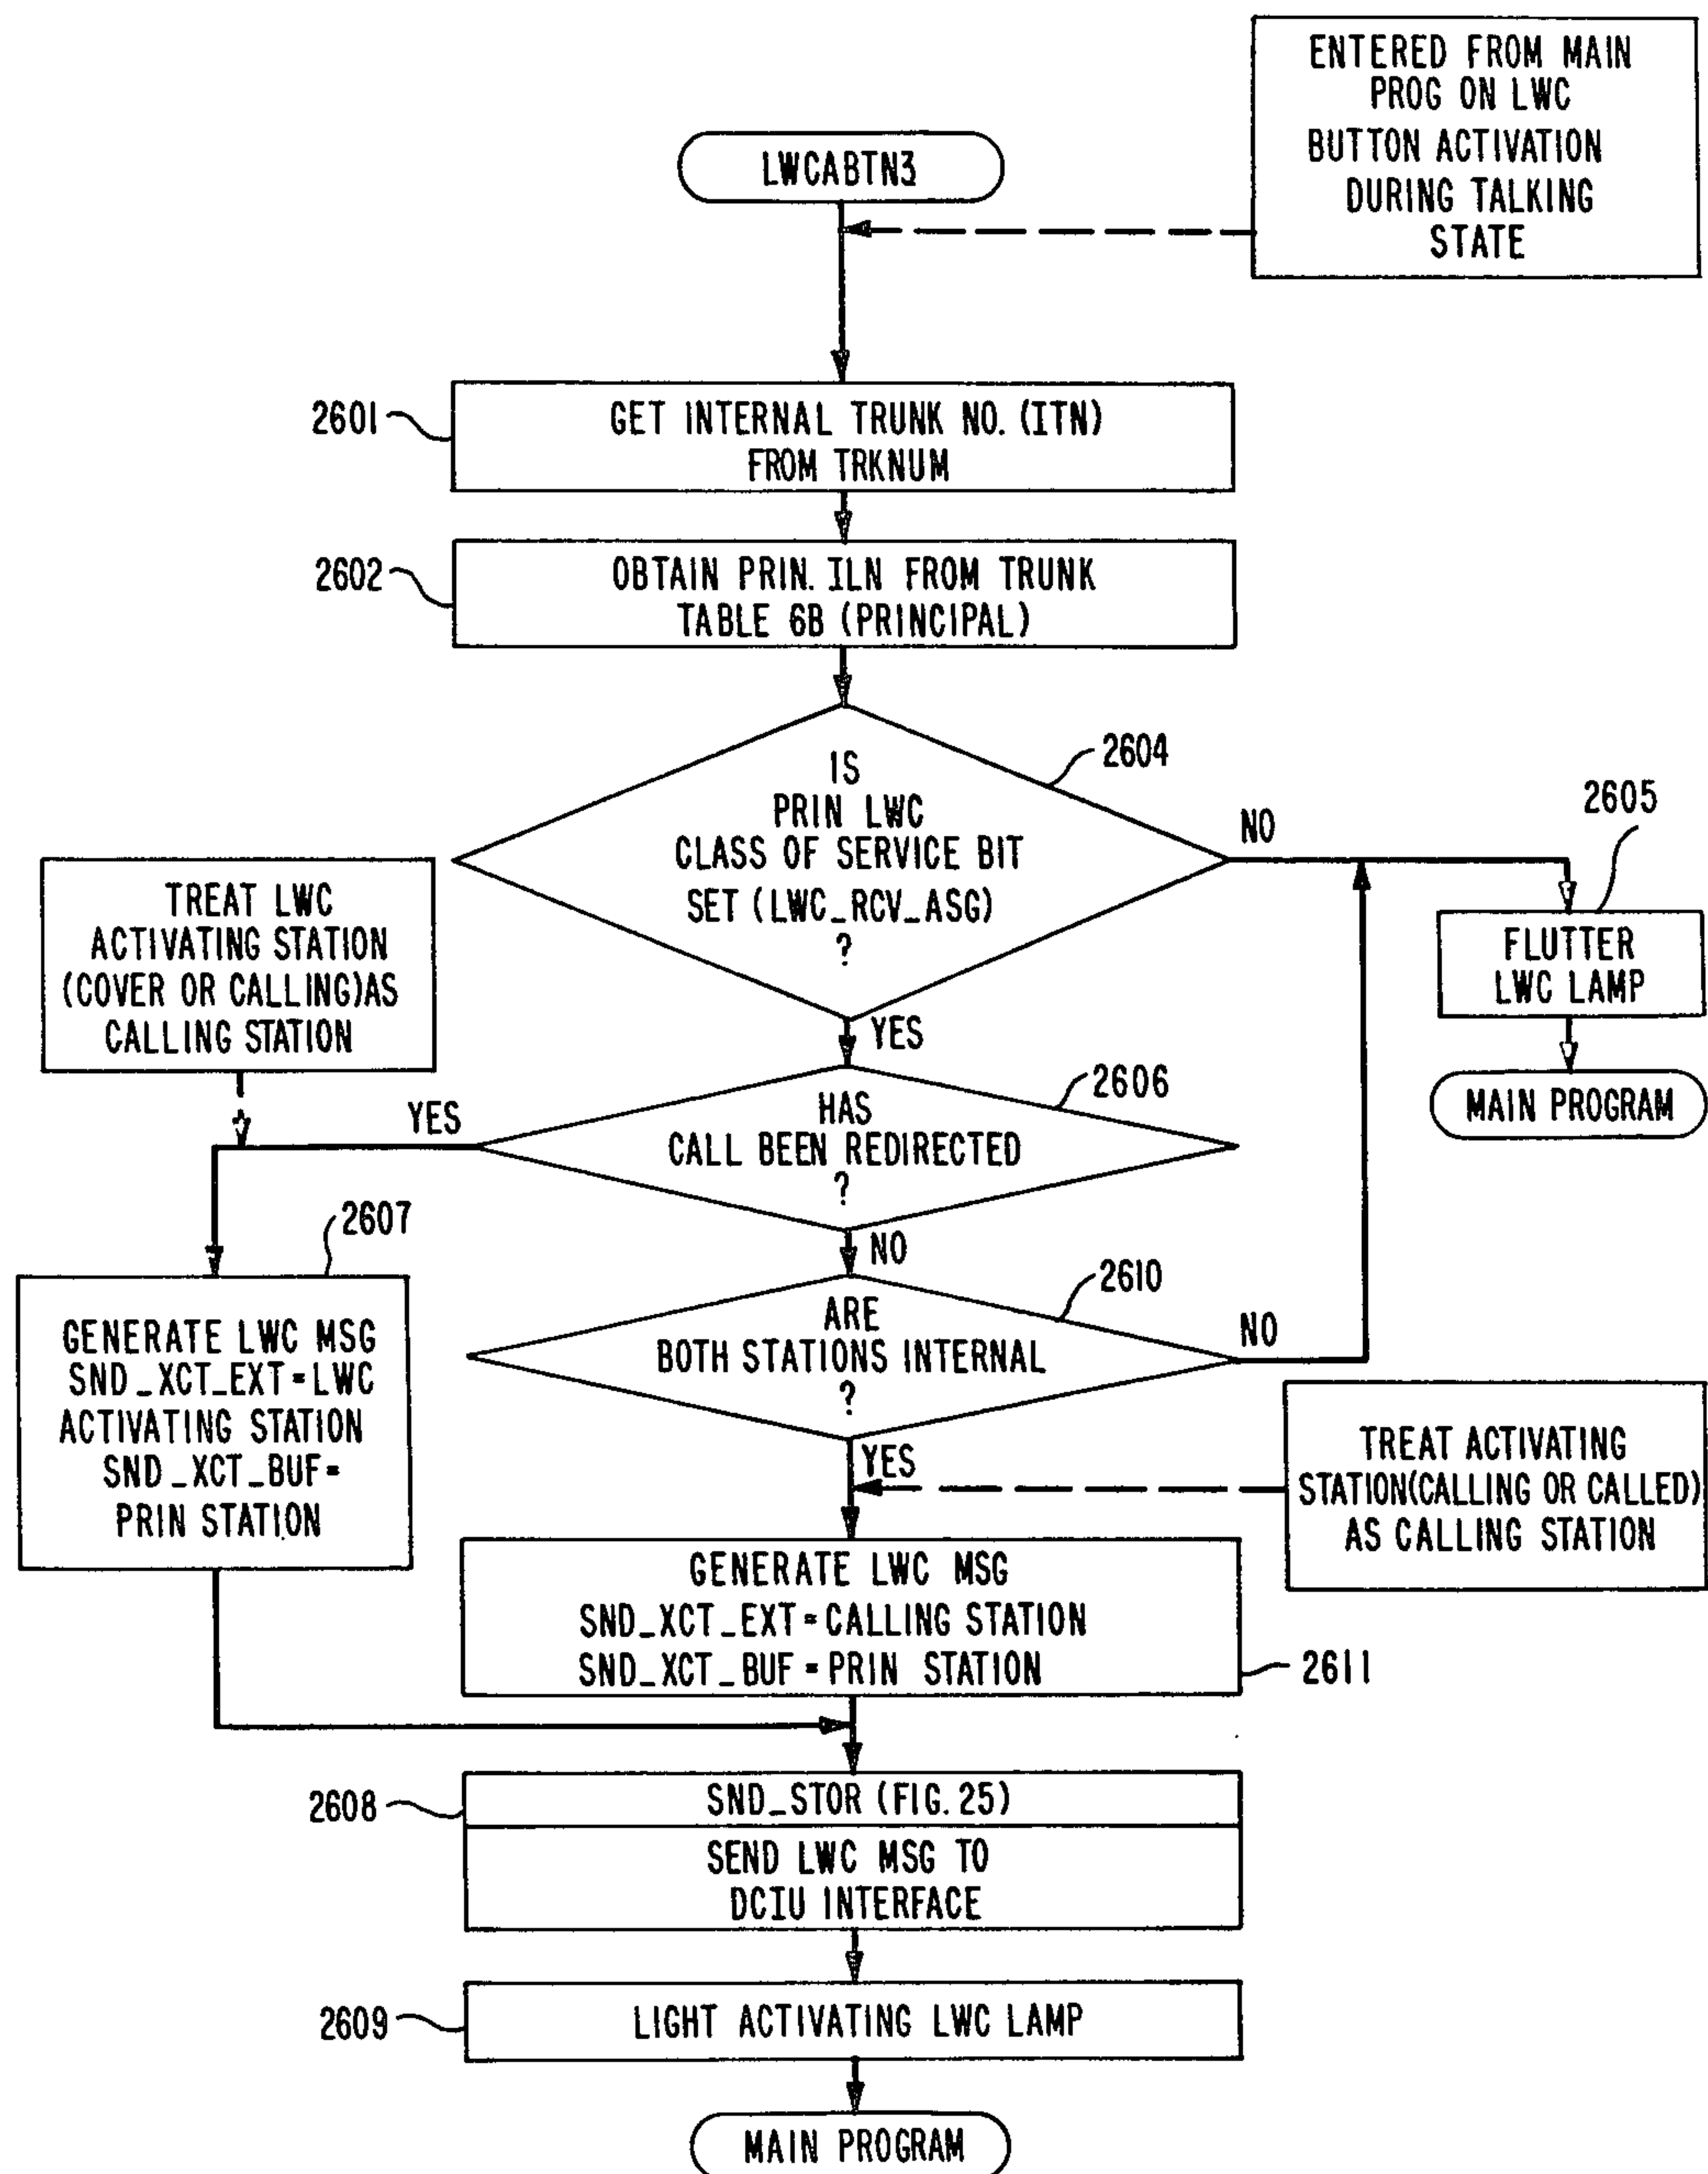 ENTERED FROM MAIN
PROG ON LWC
BUTTON ACTIVATION
DURING TALKING
STATE
LWCABTN3
2601
GET INTERNAL TRUNK NO. (ITN)
FROM TRKNUM
2602
OBTAIN PRIN. ILN FROM TRUNK
TABLE 6B (PRINCIPAL)
2604
IS
PRIN LWC
CLASS OF SERVICE BIT
SET (LWC_RCV_ASG)
?
NO
2605
FLUTTER
LWC LAMP
MAIN PROGRAM
TREAT LWC
ACTIVATING STATION
(COVER OR CALLING) AS
CALLING STATION
YES
2606
HAS
CALL BEEN REDIRECTED
?
YES
NO
2607
GENERATE LWC MSG
SND_XCT_EXT=LWC
ACTIVATING STATION
SND_XCT_BUF=
PRIN STATION
2610
ARE
BOTH STATIONS INTERNAL
?
NO
YES
TREAT ACTIVATING
STATION(CALLING OR CALLED)
AS CALLING STATION
GENERATE LWC MSG
SND_XCT_EXT=CALLING STATION
SND_XCT_BUF=PRIN STATION
2611
2608
SND_STOR (FIG. 25)
SEND LWC MSG TO
DCIU INTERFACE
2609
LIGHT ACTIVATING LWC LAMP
MAIN PROGRAM